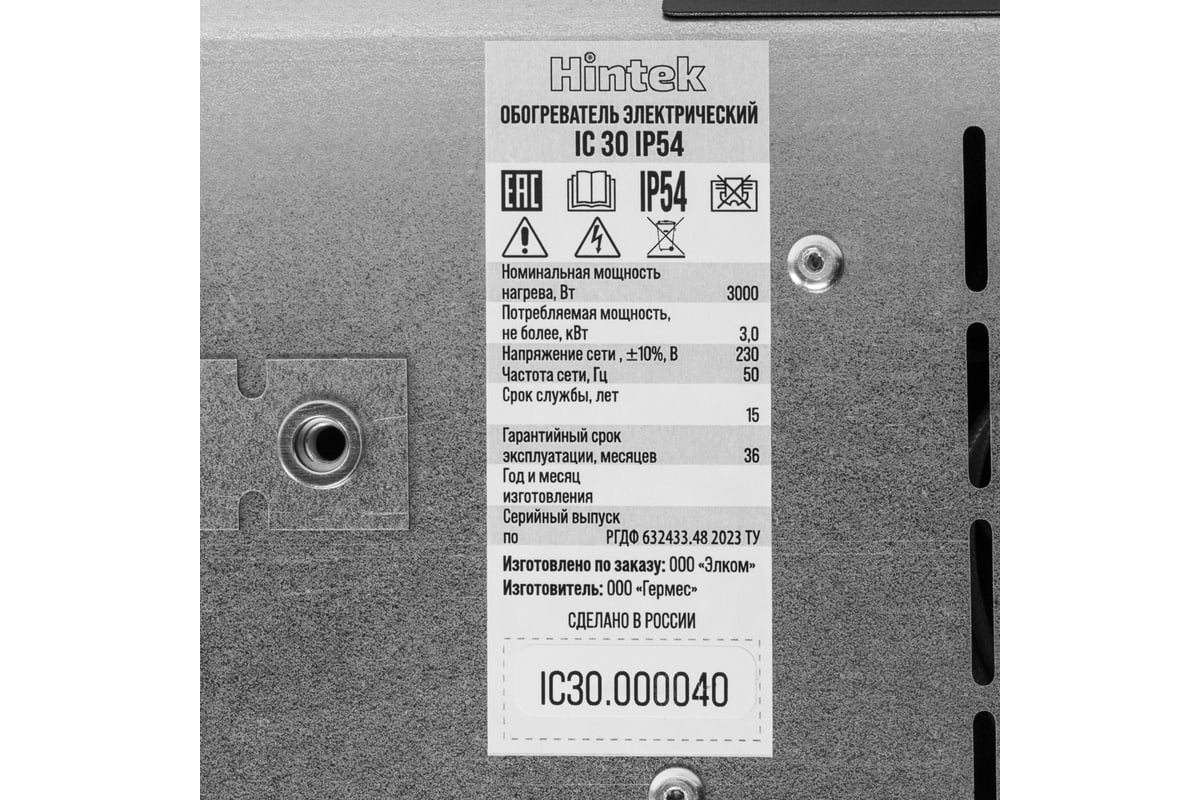 Hintek
ОБОГРЕВАТЕЛЬ ЭЛЕКТРИЧЕСКИЙ
IC 30 IP54
EAC IP54
Номинальная мощность
нагрева, Вт 3000
Потребляемая мощность,
не более, кВт 3,0
Напряжение сети , ±10%, В 230
Частота сети, Гц 50
Срок службы, лет
15
Гарантийный срок
эксплуатации, месяцев 36
Год и месяц
изготовления
Серийный выпуск
по РГДФ 632433.48 2023 ТУ
Изготовлено по заказу: ООО «Элком»
Изготовитель: ООО «Гермес»
СДЕЛАНО В РОССИИ
IC30.000040